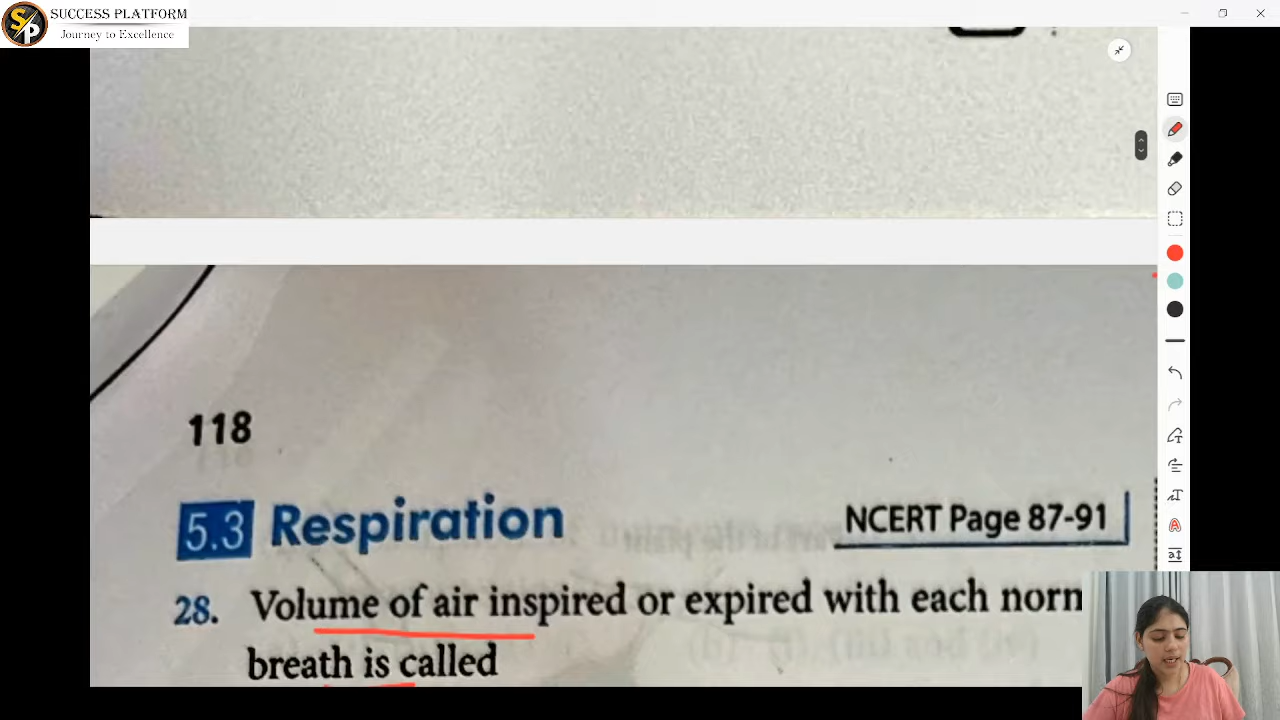 SUCCESS PLATFORM
Journey to Excellence
118
5.3 Respiration
NCERT Page 87-91
28. Volume of air inspired or expired with each norm
breath is called